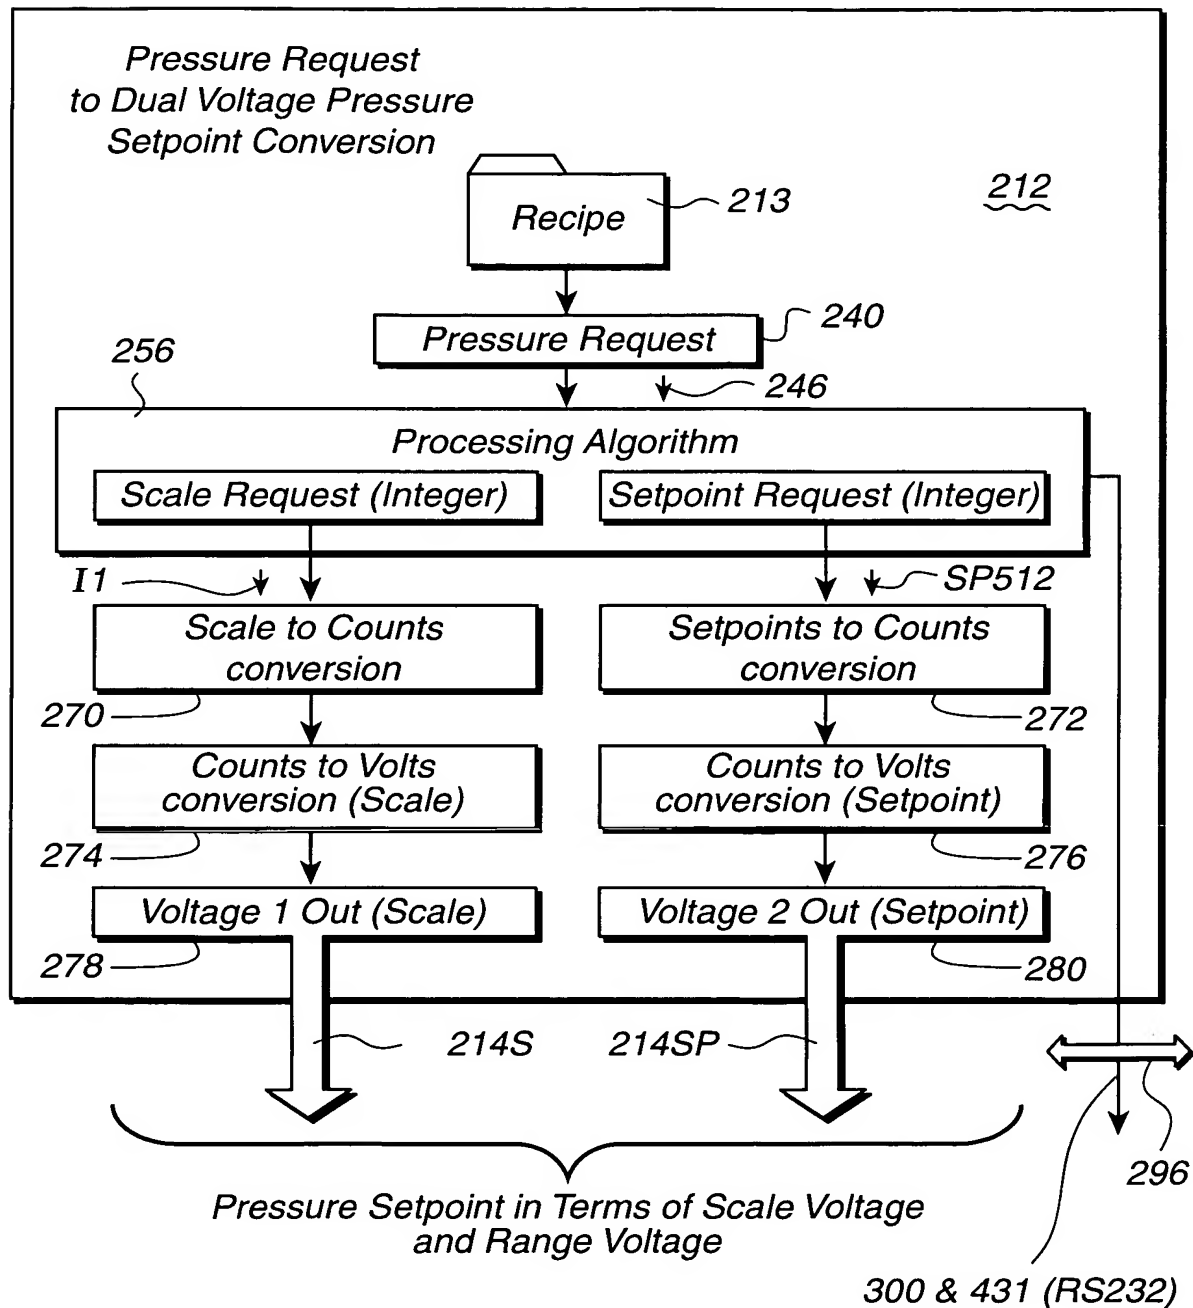 Pressure Request
to Dual Voltage Pressure
Setpoint Conversion
212
Recipe
213
Pressure Request
240
256
246
Processing Algorithm
Scale Request (Integer)
Setpoint Request (Integer)
I1
SP512
Scale to Counts
conversion
Setpoints to Counts
conversion
270
272
Counts to Volts
conversion (Scale)
Counts to Volts
conversion (Setpoint)
274
276
Voltage 1 Out (Scale)
Voltage 2 Out (Setpoint)
278
280
214S
214SP
296
Pressure Setpoint in Terms of Scale Voltage
and Range Voltage
300 & 431 (RS232)